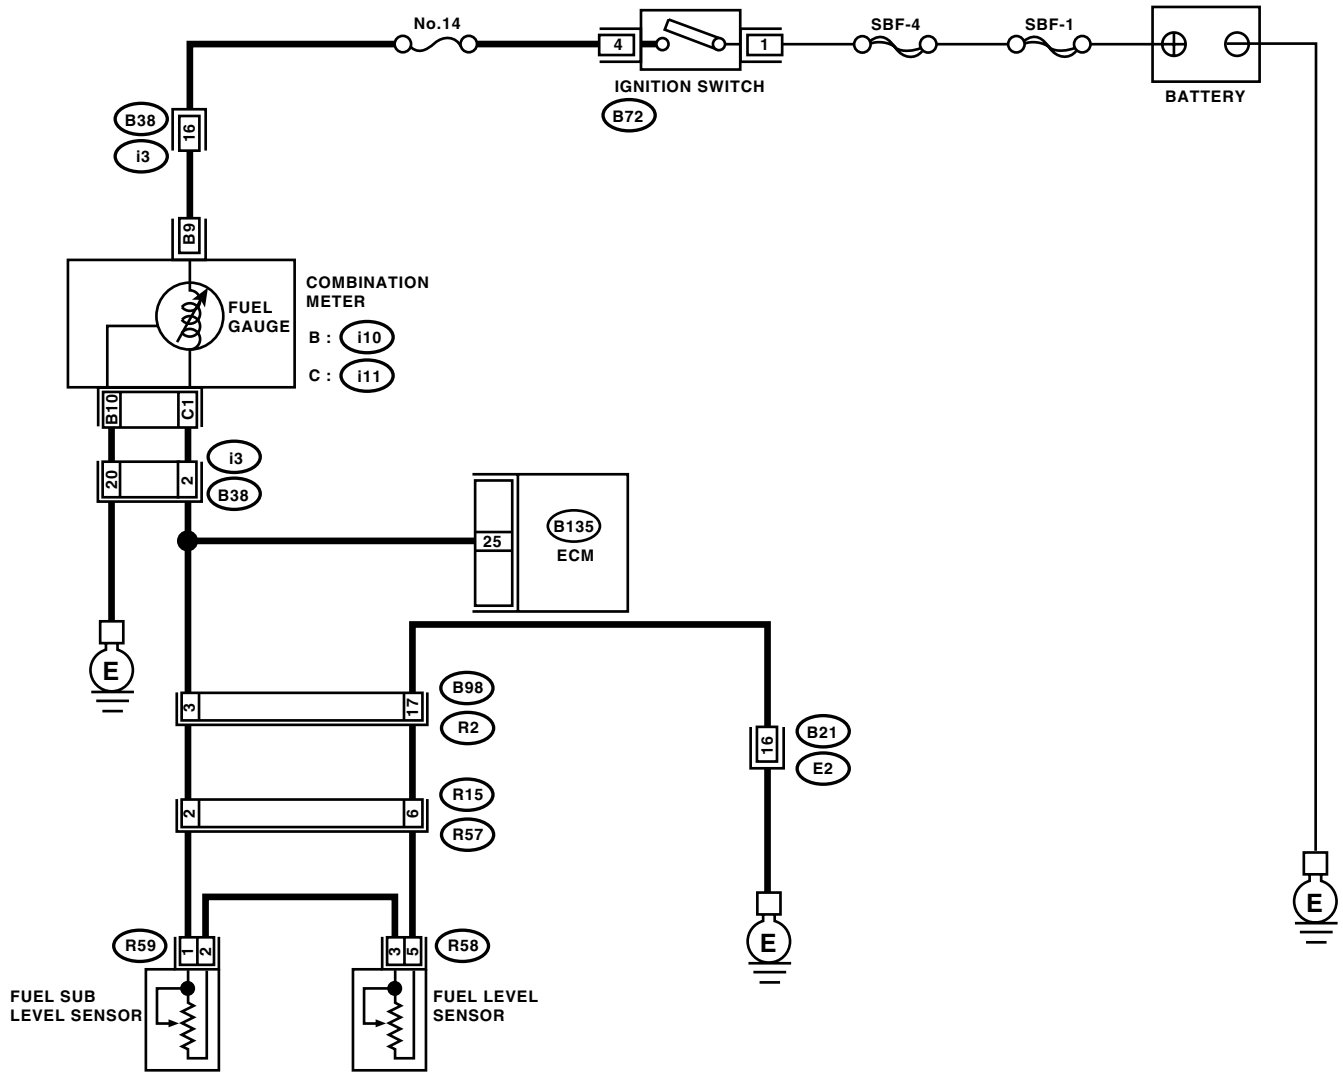 No.14
SBF-4
SBF-1
4
1
IGNITION SWITCH
B72
BATTERY
B38
16
i3
B9
COMBINATION
METER
FUEL
GAUGE
B : i10
C : i11
B10
C1
i3
20
2
B38
B135
25
ECM
E
B98
3
17
R2
B21
16
E2
R15
2
6
R57
E
E
R59
1
2
3
5
R58
FUEL SUB
LEVEL SENSOR
FUEL LEVEL
SENSOR